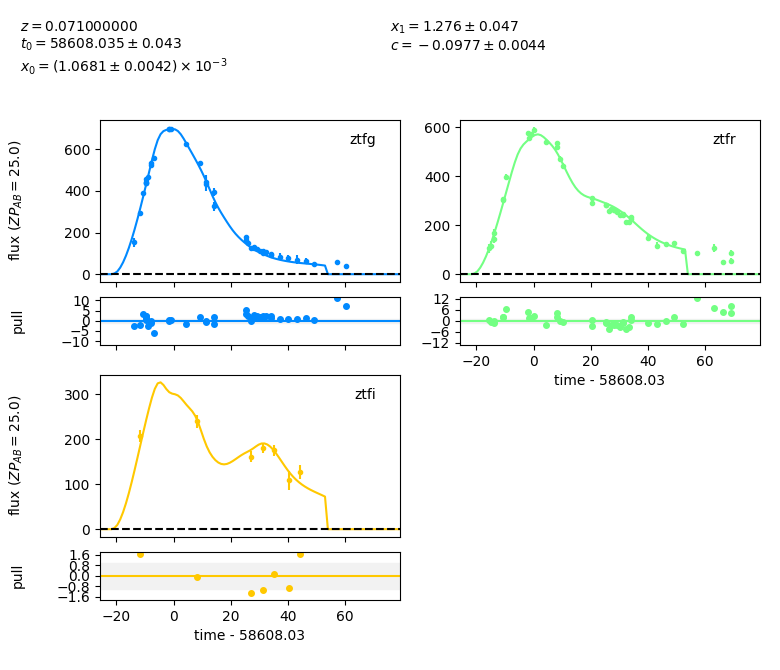 z = 0.071000000
t₀ = 58608.035 ± 0.043
x₀ = (1.0681 ± 0.0042) × 10⁻³
x₁ = 1.276 ± 0.047
c = −0.0977 ± 0.0044
ztfg
flux (ZP_AB = 25.0)
600
400
200
0
ztfr
600
400
200
0
pull
10
5
0
−5
−10
12
6
0
−6
−12
−20 0 20 40 60
time - 58608.03
ztfi
flux (ZP_AB = 25.0)
300
200
100
0
pull
1.6
0.8
0.0
−0.8
−1.6
−20 0 20 40 60
time - 58608.03